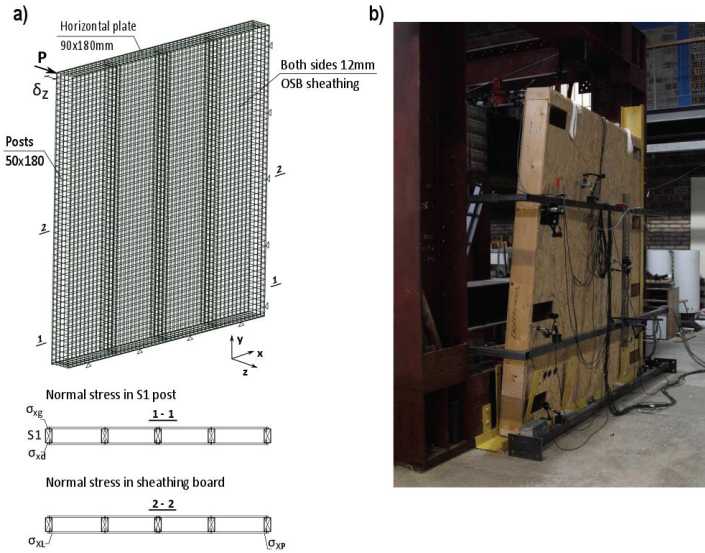 a)
Horizontal plate
90x180mm
P
δz
Both sides 12mm
OSB sheathing
Posts
50x180
2
2
1
1
y
x
z
Normal stress in S1 post
σxg
1 - 1
S1
σxd
Normal stress in sheathing board
2 - 2
σXL
σXP
b)